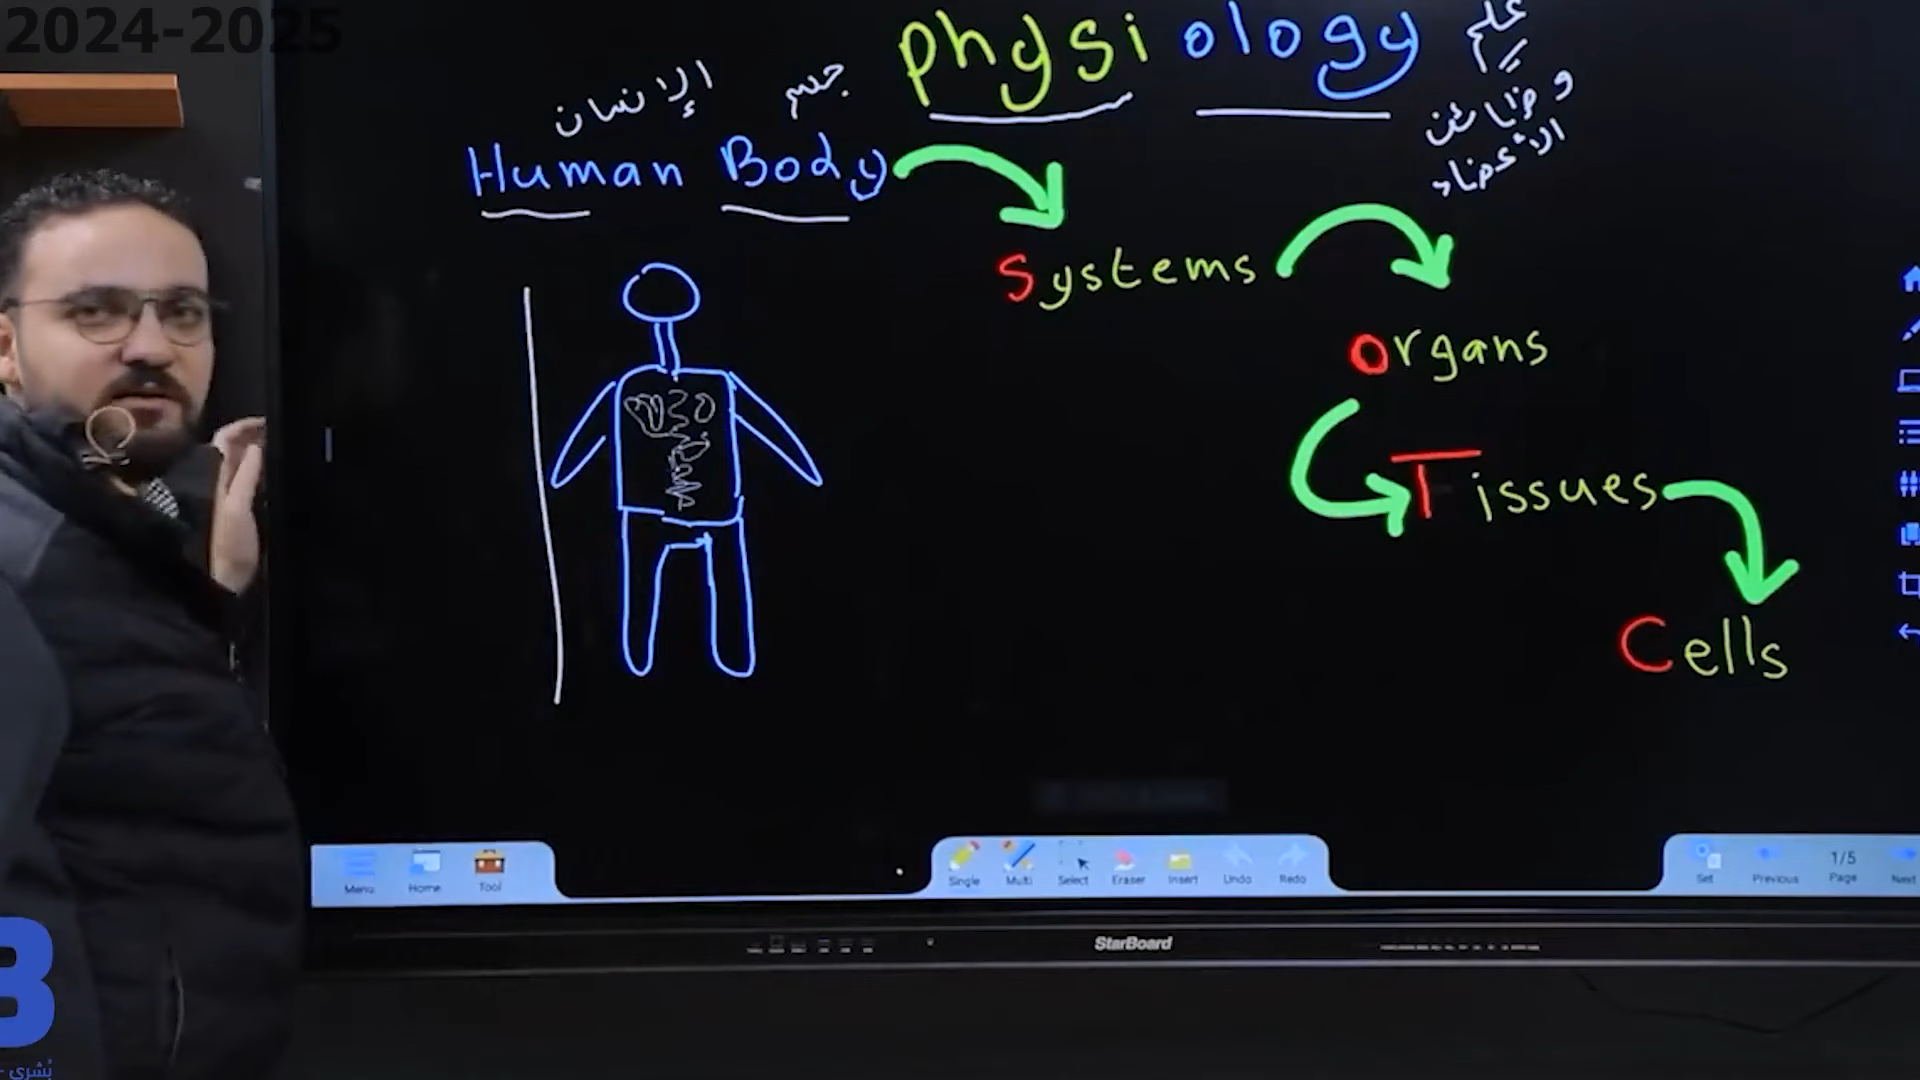 2024-2025
physiology
علم
وظائف
الأعضاء
جسم الإنسان
Human Body
Systems
Organs
Tissues
Cells
Menu Home Tool Single Multi Select Eraser Insert Undo Redo Set Previous 1/5 Page Next
StarBoard
B
بُشرى